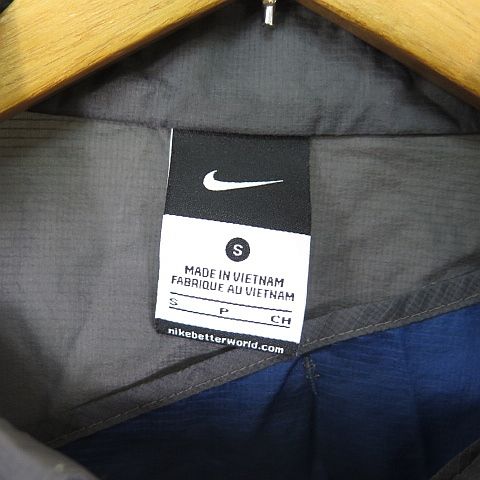 S
MADE IN VIETNAM
FABRIQUE AU VIETNAM
S P CH
nikebetterworld.com